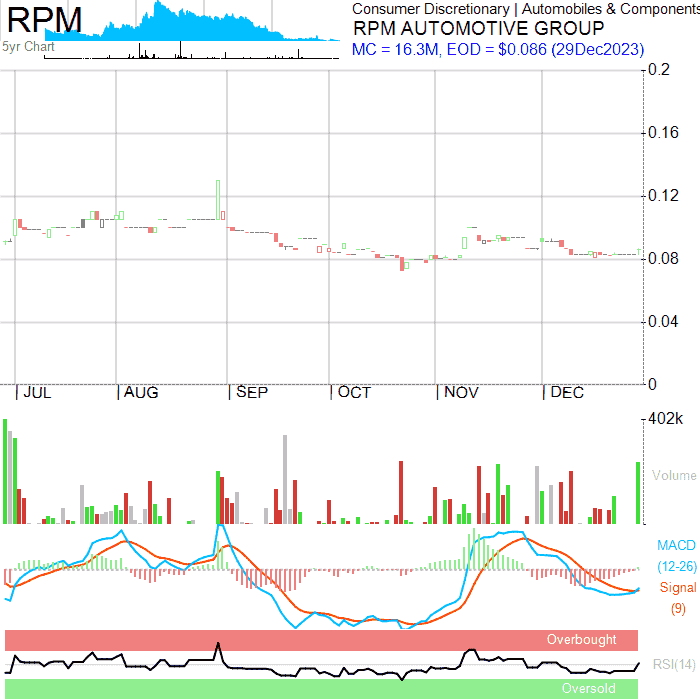 RPM
5yr Chart
Consumer Discretionary | Automobiles & Components
RPM AUTOMOTIVE GROUP
MC = 16.3M, EOD = $0.086 (29Dec2023)
0.2
0.16
0.12
0.08
0.04
0
JUL AUG SEP OCT NOV DEC
402k
Volume
MACD
(12-26)
Signal
(9)
Overbought
RSI(14)
Oversold